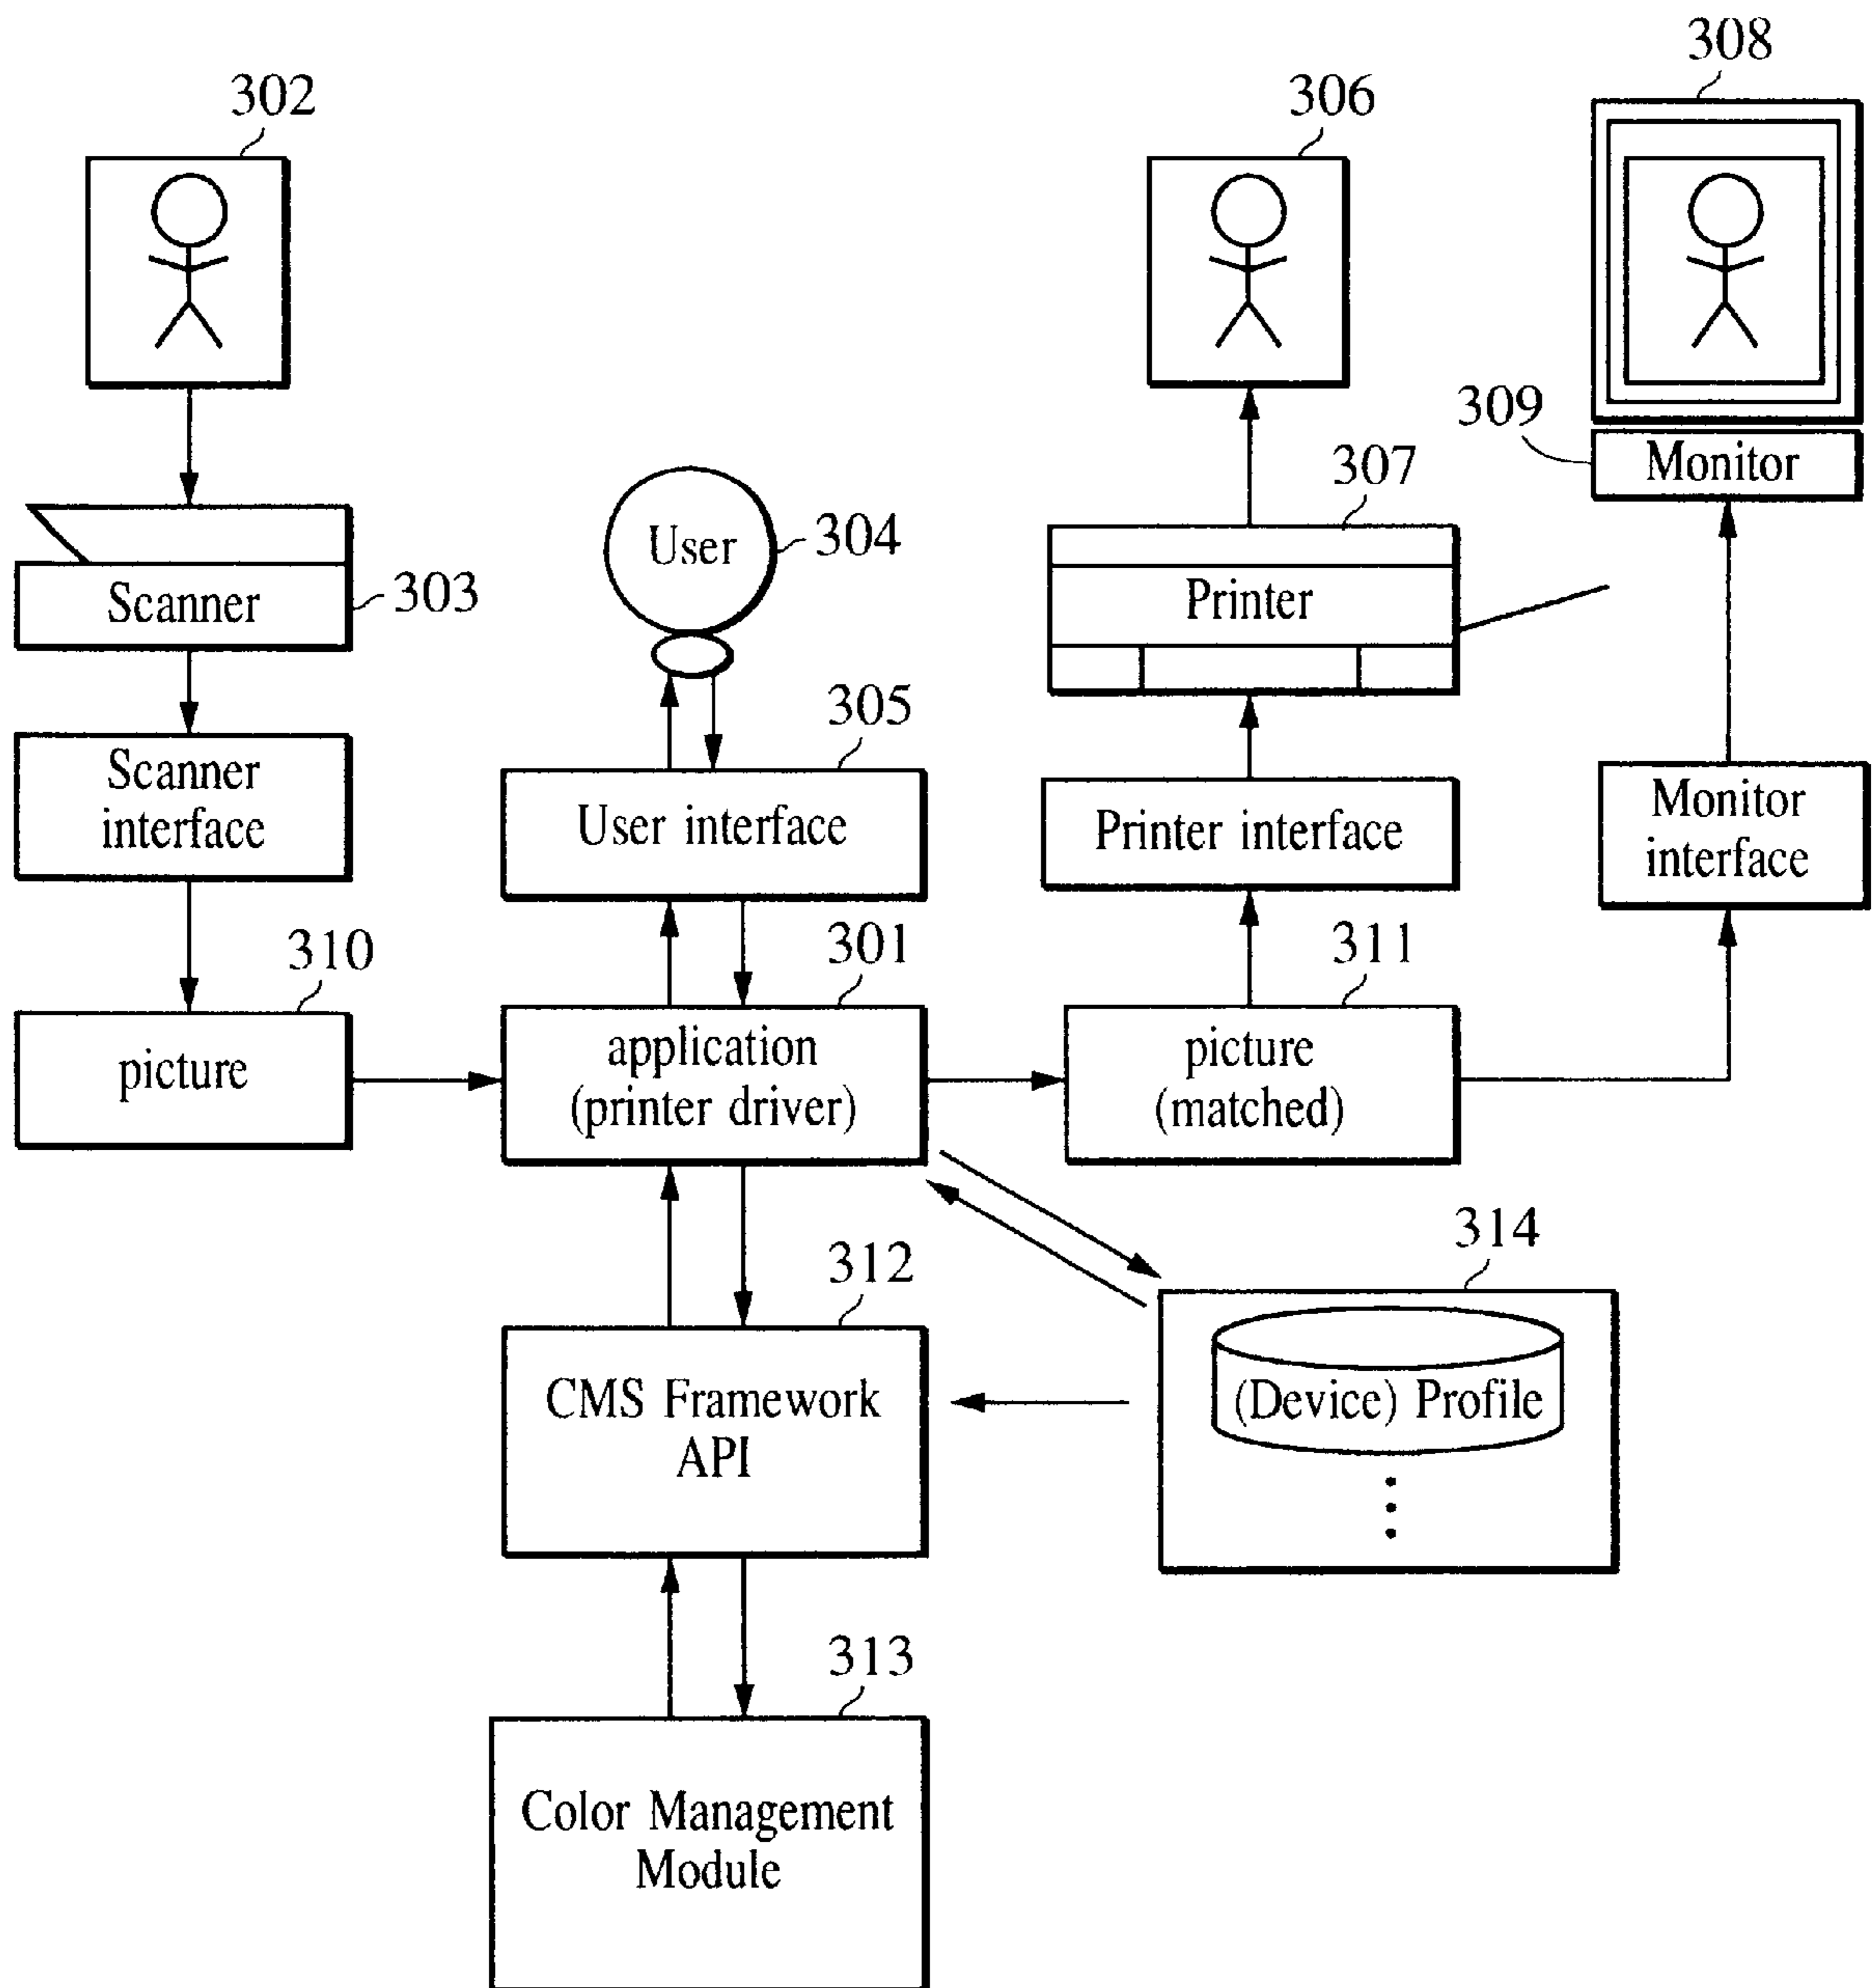 308
302
306
309
Monitor
307
304
User
303
Scanner
Printer
305
Scanner
interface
User interface
Printer interface
Monitor
interface
310
301
311
picture
application
(printer driver)
picture
(matched)
314
312
(Device) Profile
CMS Framework
API
313
Color Management
Module